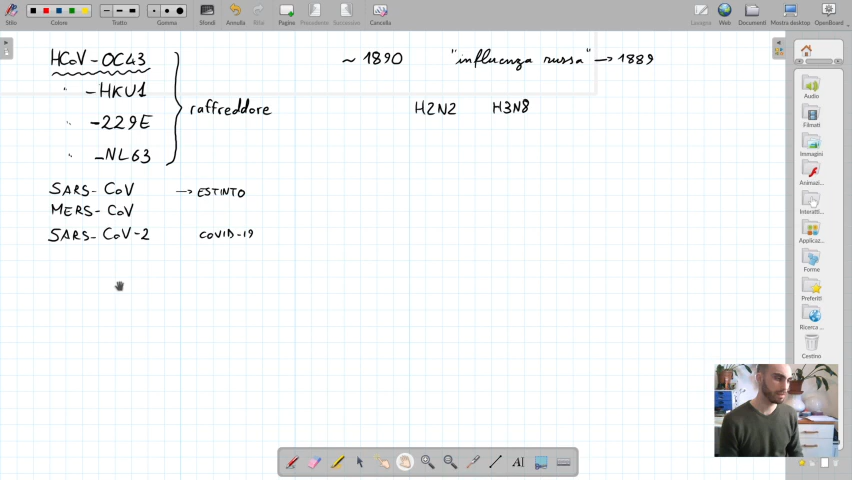 Stilo
Colore
Tratto
Gomma
Sfondi
Annulla
Rifai
Pagina
Precedente
Successivo
Cancella
Lavagna
Web
Documenti
Mostra desktop
OpenBoard
HCoV-OC43
" -HKU1
" -229E
" -NL63
raffreddore
~ 1890 "influenza russa" → 1889
H2N2 H3N8
SARS-CoV → ESTINTO
MERS-CoV
SARS-CoV-2 COVID-19
Audio
Filmati
Immagini
Animazi...
Interatti...
Applicaz...
Forme
Preferiti
Ricerca ...
Cestino
AI